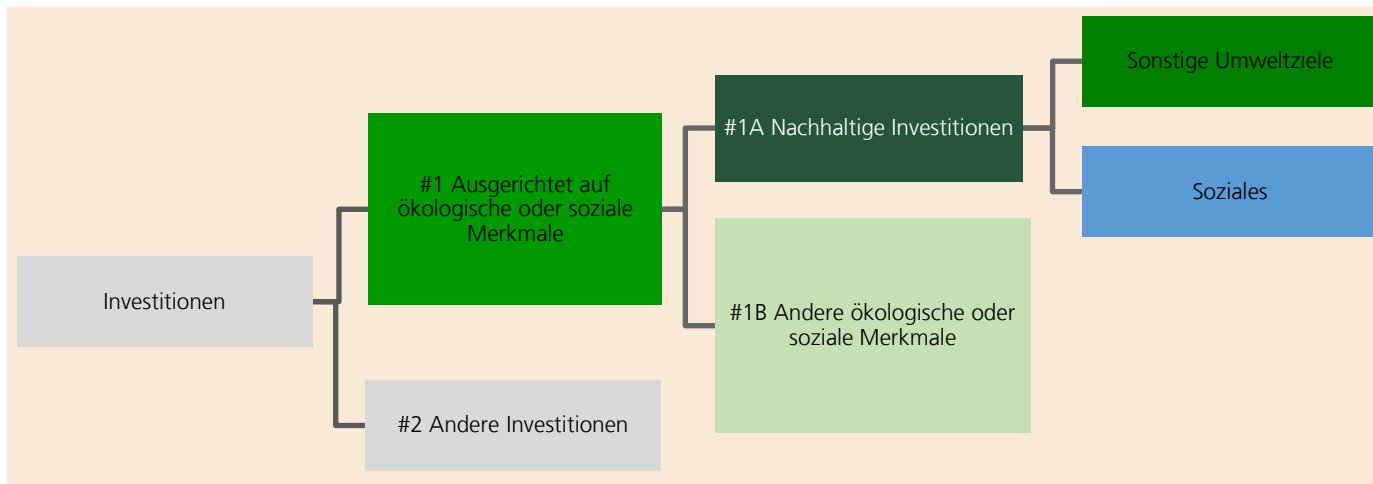 Investitionen
#1 Ausgerichtet auf
ökologische oder soziale
Merkmale
#2 Andere Investitionen
#1A Nachhaltige Investitionen
#1B Andere ökologische oder
soziale Merkmale
Sonstige Umweltziele
Soziales